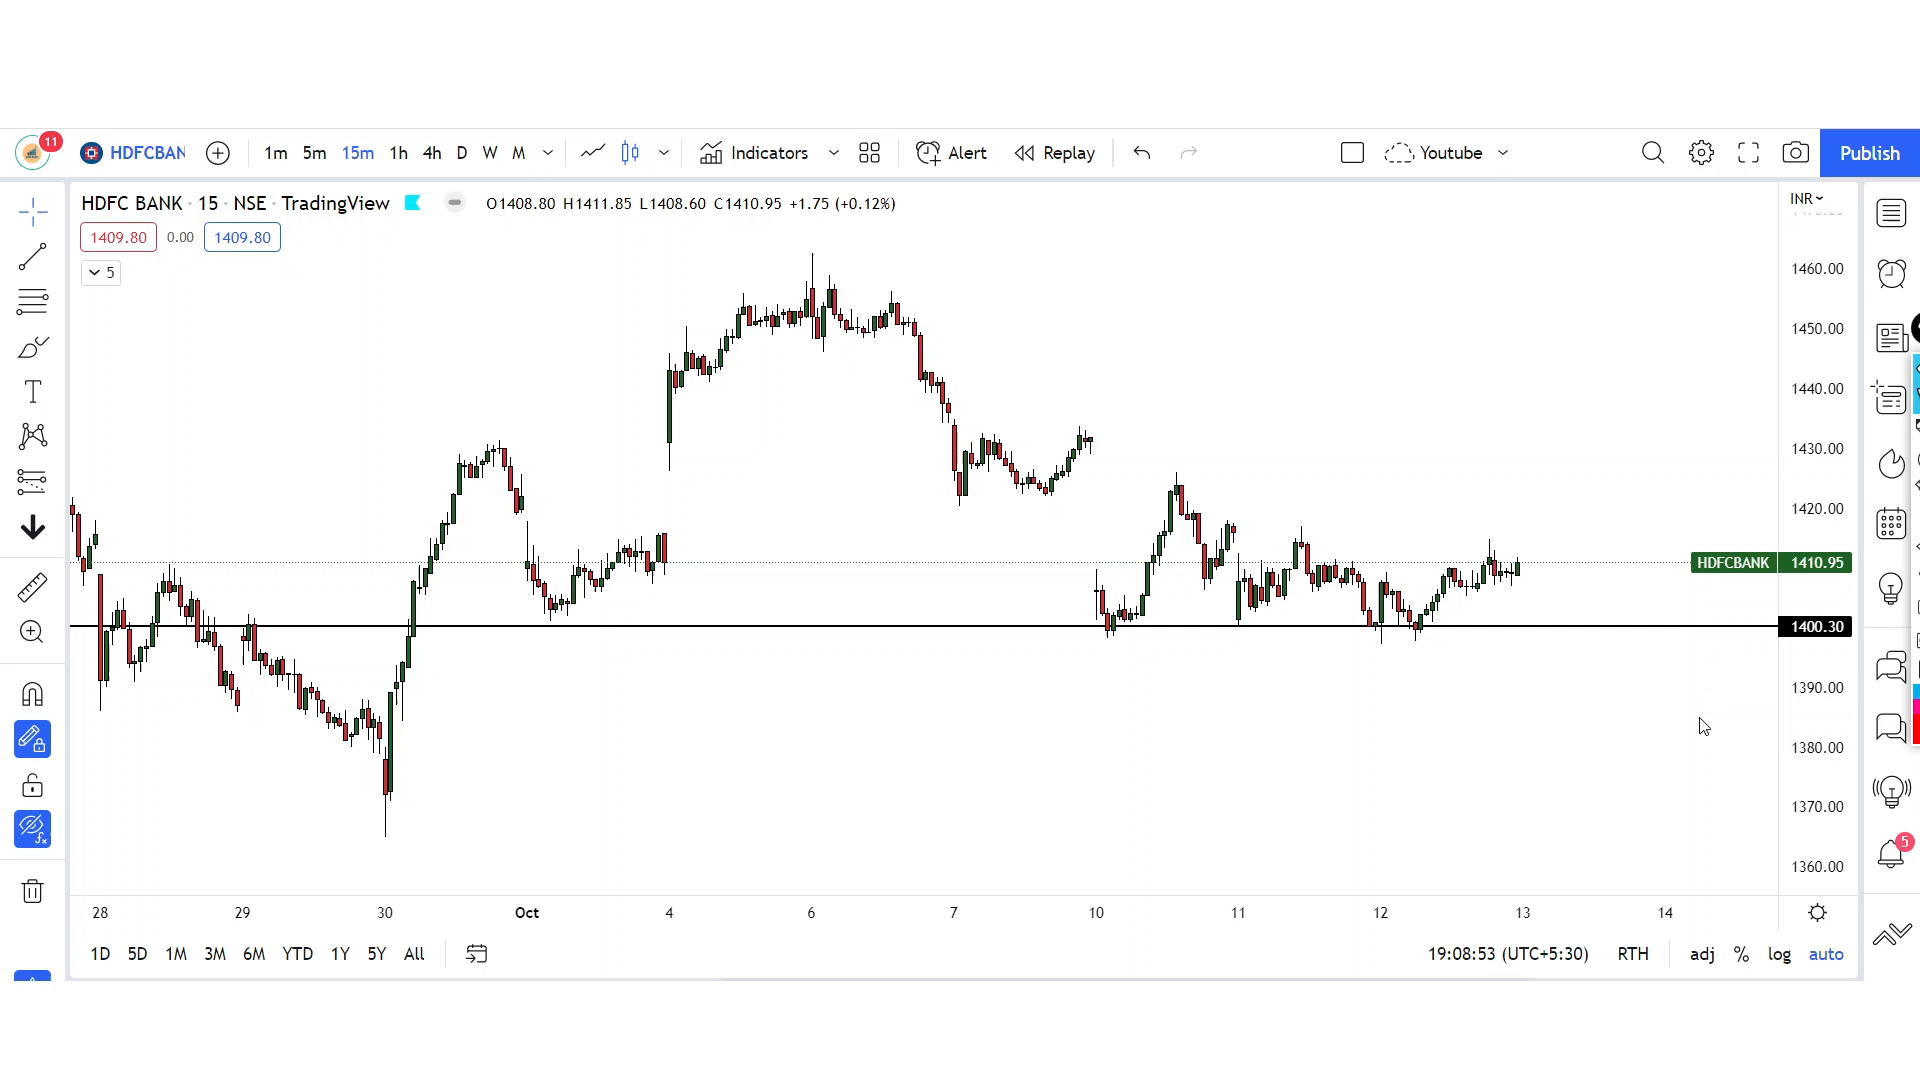 11
HDFCBAN
1m 5m 15m 1h 4h D W M
Indicators
Alert
Replay
Youtube
Publish
HDFC BANK · 15 · NSE · TradingView
O1408.80 H1411.85 L1408.60 C1410.95 +1.75 (+0.12%)
INR
1409.80 0.00 1409.80
5
1460.00
1450.00
1440.00
1430.00
1420.00
HDFCBANK 1410.95
1400.30
1390.00
1380.00
1370.00
1360.00
5
28 29 30 Oct 4 6 7 10 11 12 13 14
1D 5D 1M 3M 6M YTD 1Y 5Y All
19:08:53 (UTC+5:30) RTH adj % log auto